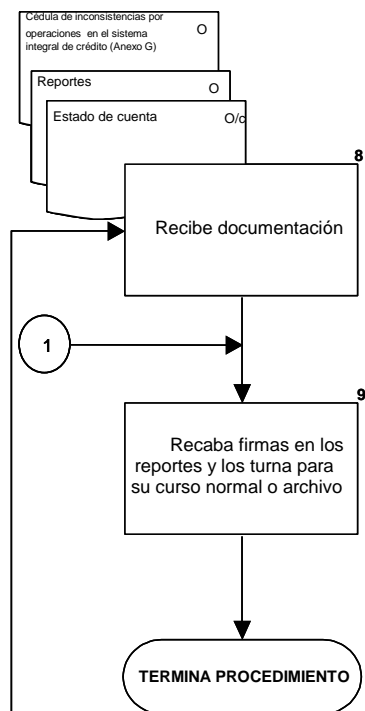 Cédula de inconsistencias por
operaciones en el sistema
integral de crédito (Anexo G)
O
Reportes
O
Estado de cuenta
O/c
8
Recibe documentación
1
9
Recaba firmas en los
reportes y los turna para
su curso normal o archivo
TERMINA PROCEDIMIENTO